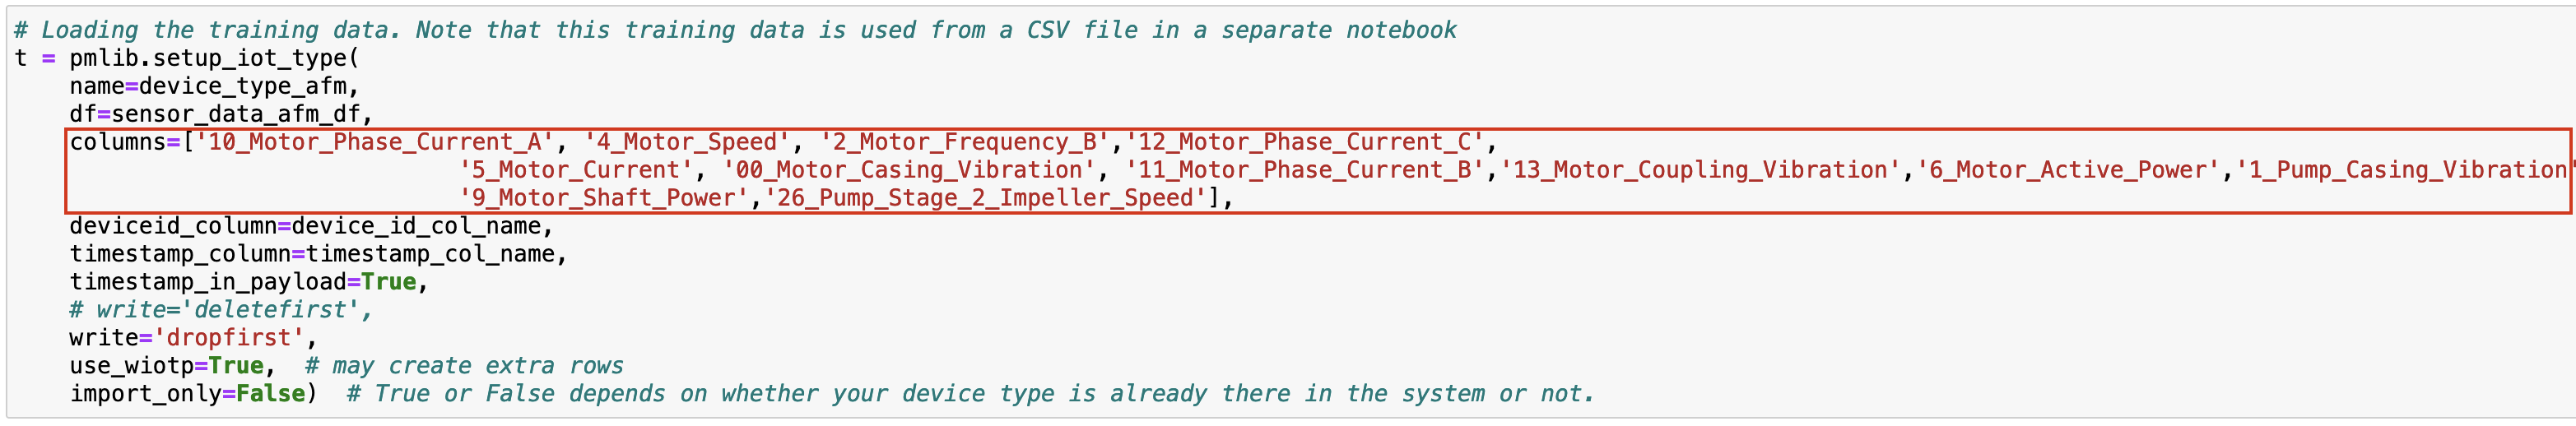 # Loading the training data. Note that this training data is used from a CSV file in a separate notebook
t = pmlib.setup_iot_type(
    name=device_type_afm,
    df=sensor_data_afm_df,
    columns=['10_Motor_Phase_Current_A', '4_Motor_Speed', '2_Motor_Frequency_B','12_Motor_Phase_Current_C',
                                '5_Motor_Current', '00_Motor_Casing_Vibration', '11_Motor_Phase_Current_B','13_Motor_Coupling_Vibration','6_Motor_Active_Power','1_Pump_Casing_Vibration'
                                '9_Motor_Shaft_Power','26_Pump_Stage_2_Impeller_Speed'],
    deviceid_column=device_id_col_name,
    timestamp_column=timestamp_col_name,
    timestamp_in_payload=True,
    # write='deletefirst',
    write='dropfirst',
    use_wiotp=True,  # may create extra rows
    import_only=False)  # True or False depends on whether your device type is already there in the system or not.